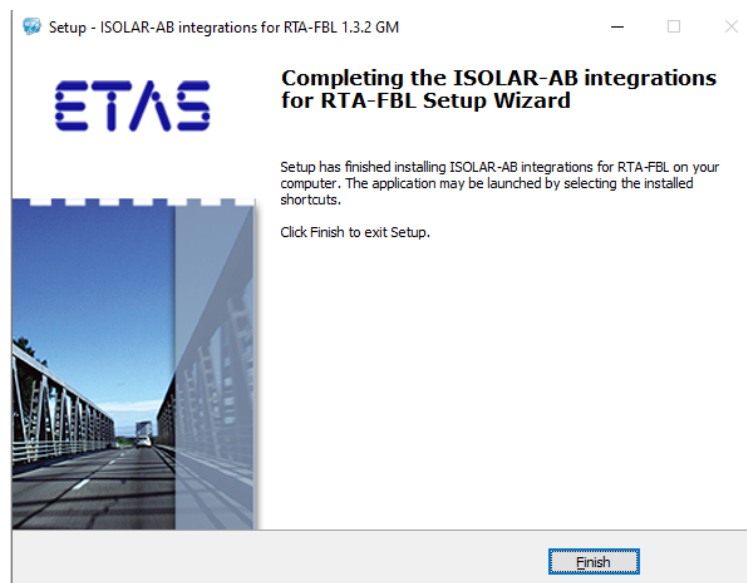 Setup - ISOLAR-AB integrations for RTA-FBL 1.3.2 GM
ETAS
Completing the ISOLAR-AB integrations
for RTA-FBL Setup Wizard
Setup has finished installing ISOLAR-AB integrations for RTA-FBL on your
computer. The application may be launched by selecting the installed
shortcuts.
Click Finish to exit Setup.
Finish